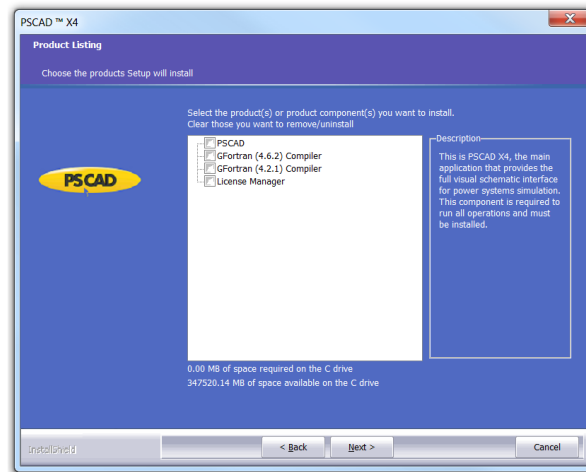 PSCAD ™ X4
Product Listing
Choose the products Setup will install
Select the product(s) or product component(s) you want to install.
Clear those you want to remove/uninstall
PSCAD
GFortran (4.6.2) Compiler
GFortran (4.2.1) Compiler
License Manager
Description
This is PSCAD X4, the main
application that provides the
full visual schematic interface
for power systems simulation.
This component is required to
run all operations and must
be installed.
PSCAD
0.00 MB of space required on the C drive
347520.14 MB of space available on the C drive
InstallShield
< Back
Next >
Cancel